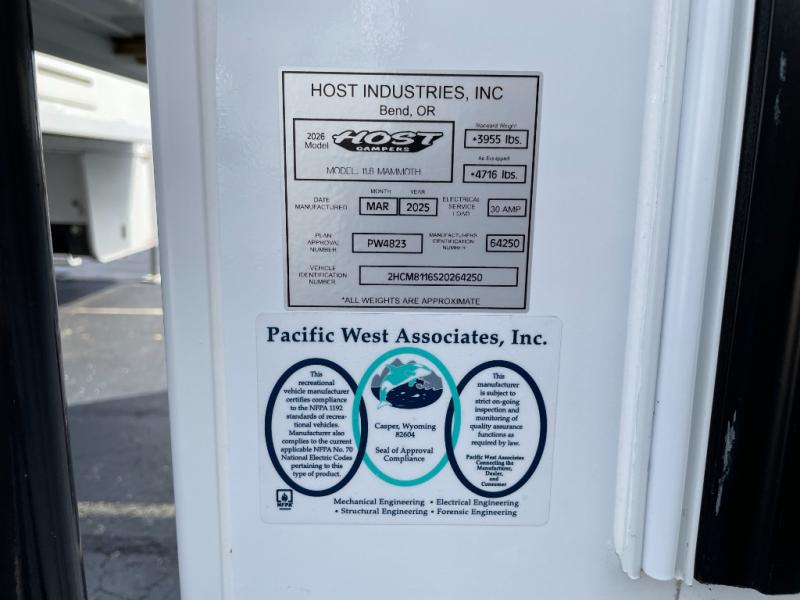 HOST INDUSTRIES, INC
Bend, OR
2026
Model
HOST
CAMPERS
MODEL: 11.6 MAMMOTH
Standard Weight
*3955 lbs.
As Equipped
*4716 lbs.
MONTH YEAR
DATE
MANUFACTURED
MAR 2025
ELECTRICAL
SERVICE
LOAD
30 AMP
PLAN
APPROVAL
NUMBER
PW4823
MANUFACTURERS
IDENTIFICATION
NUMBER
64250
VEHICLE
IDENTIFICATION
NUMBER
2HCM8116S20264250
*ALL WEIGHTS ARE APPROXIMATE
Pacific West Associates, Inc.
This
recreational
vehicle manufacturer
certifies compliance
to the NFPA 1192
standards of recrea-
tional vehicles.
Manufacturer also
complies to the current
applicable NFPA No. 70
National Electric Codes
pertaining to this
type of product.
Casper, Wyoming
82604
Seal of Approval
Compliance
This
manufacturer
is subject to
strict on-going
inspection and
monitoring of
quality assurance
functions as
required by law.
Pacific West Associates
Connecting the
Manufacturer,
Dealer,
and
Consumer
NFPA
Mechanical Engineering • Electrical Engineering
• Structural Engineering • Forensic Engineering